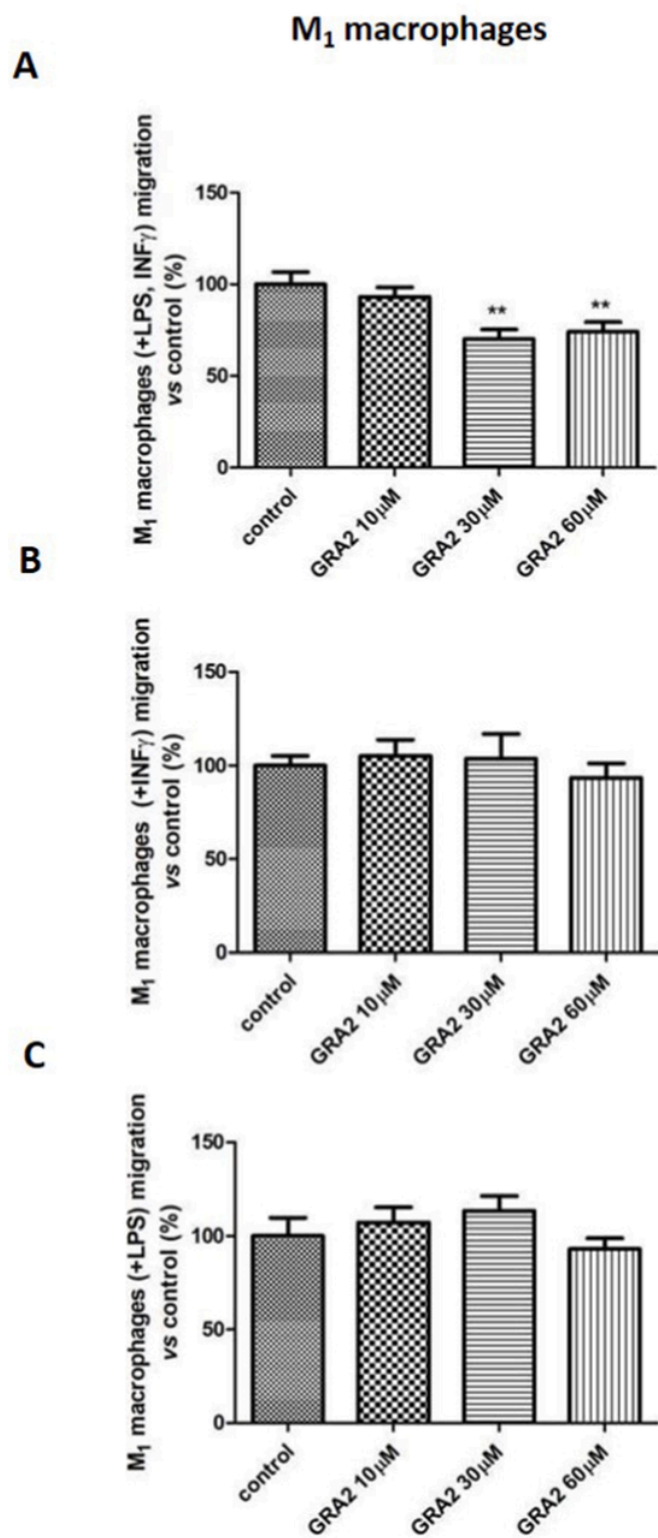 M1 macrophages
A
M1 macrophages (+LPS, INFγ) migration
vs control (%)
150
100
50
0
**
**
control
GRA2 10μM
GRA2 30μM
GRA2 60μM
B
M1 macrophages (+INFγ) migration
vs control (%)
150
100
50
0
control
GRA2 10μM
GRA2 30μM
GRA2 60μM
C
M1 macrophages (+LPS) migration
vs control (%)
150
100
50
0
control
GRA2 10μM
GRA2 30μM
GRA2 60μM